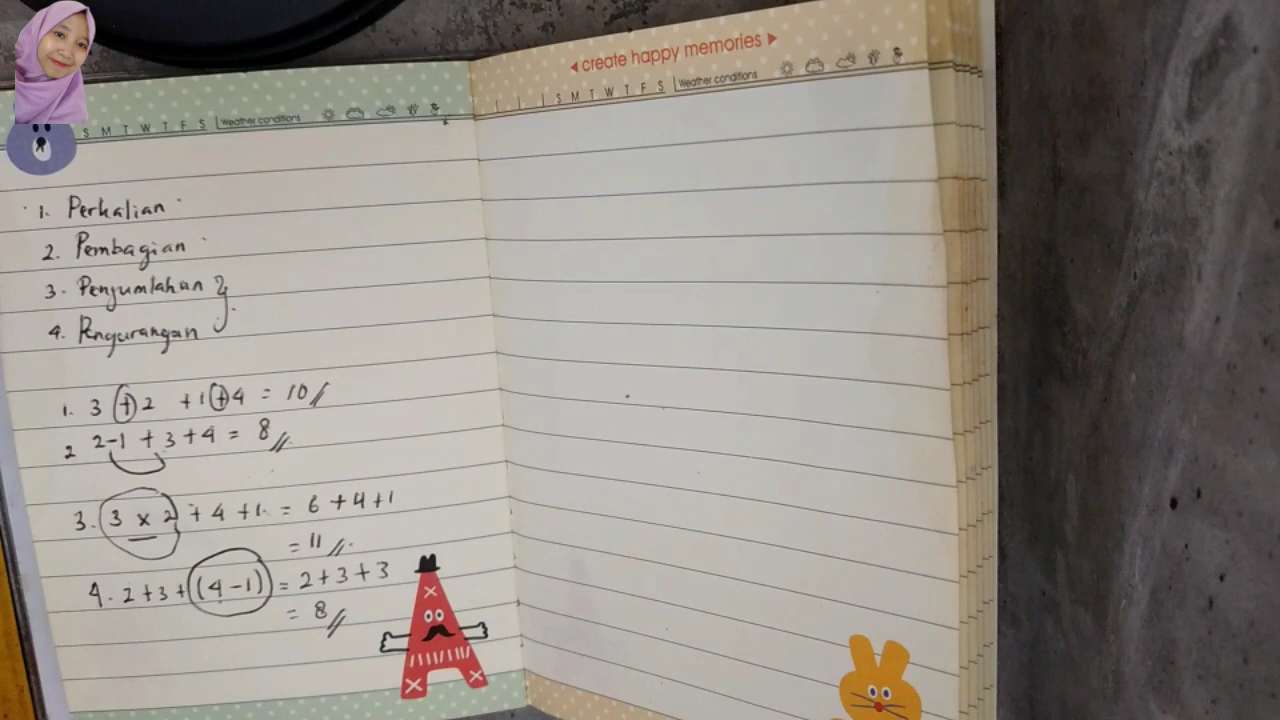 ◄ create happy memories ►
S M T W T F S Weather conditions
S M T W T F S Weather conditions
1. Perkalian
2. Pembagian
3. Penjumlahan }
4. Pengurangan
1. 3 + 2 + 1 + 4 = 10 //
2 2-1 + 3 + 4 = 8 //
3. 3 x 2 + 4 + 1. = 6 + 4 + 1
= 11 //.
4. 2 + 3 + (4 - 1) = 2 + 3 + 3
= 8 //